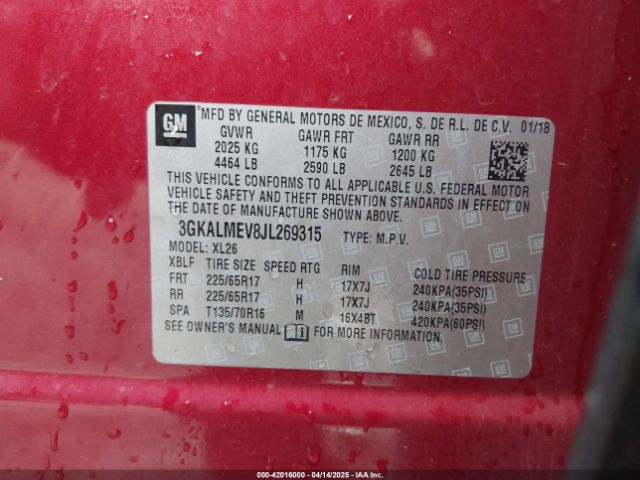 GM
MFD BY GENERAL MOTORS DE MEXICO, S. DE R.L. DE C.V. 01/18
GVWR GAWR FRT GAWR RR
2025 KG 1175 KG 1200 KG
4464 LB 2590 LB 2645 LB
THIS VEHICLE CONFORMS TO ALL APPLICABLE U.S. FEDERAL MOTOR
VEHICLE SAFETY AND THEFT PREVENTION STANDARDS IN EFFECT ON
THE DATE OF MANUFACTURE SHOWN ABOVE.
3GKALMEV8JL269315 TYPE: M.P.V.
MODEL: XL26
XBLF TIRE SIZE SPEED RTG RIM COLD TIRE PRESSURE
FRT 225/65R17 H 17X7J 240KPA(35PSI)
RR 225/65R17 H 17X7J 240KPA(35PSI)
SPA T135/70R16 M 16X4BT 420KPA(60PSI)
SEE OWNER'S MANUAL FOR MORE INFORMATION.
000-42016000 04/14/2025 IAA Inc.